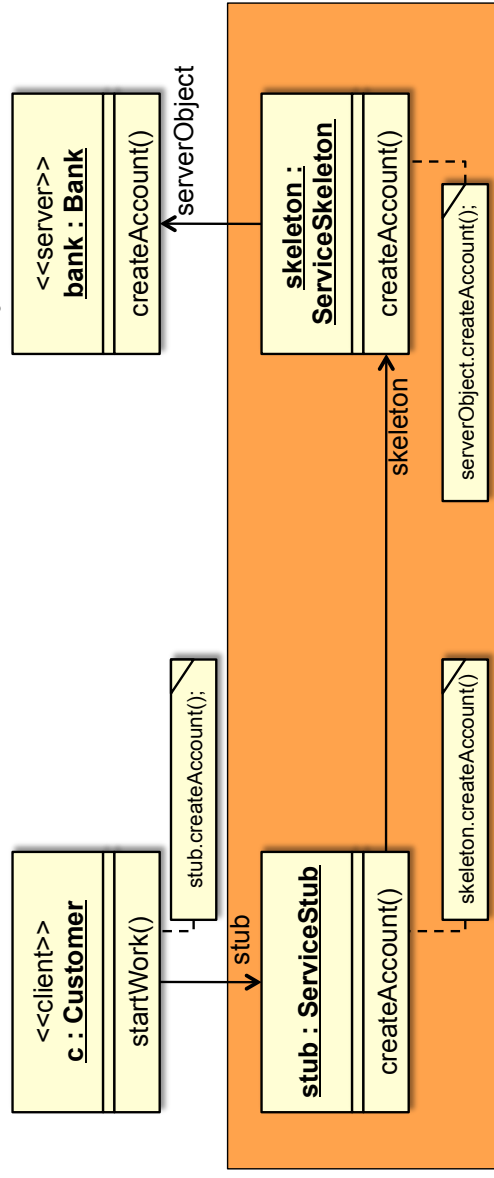 <<client>>
c : Customer
startWork()
stub.createAccount();
stub
stub : ServiceStub
createAccount()
skeleton.createAccount()
skeleton
<<server>>
bank : Bank
createAccount()
serverObject
skeleton :
ServiceSkeleton
createAccount()
serverObject.createAccount();